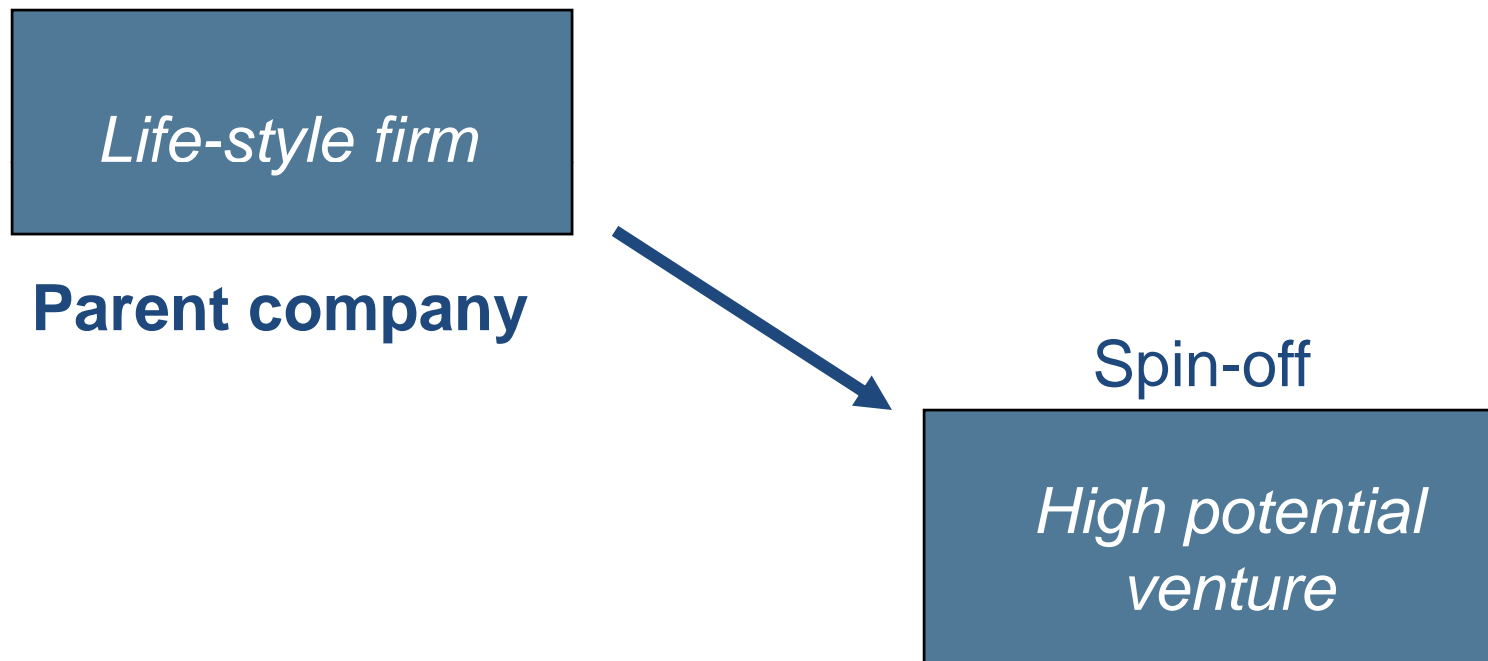 Life-style firm
Parent company
Spin-off
High potential
venture